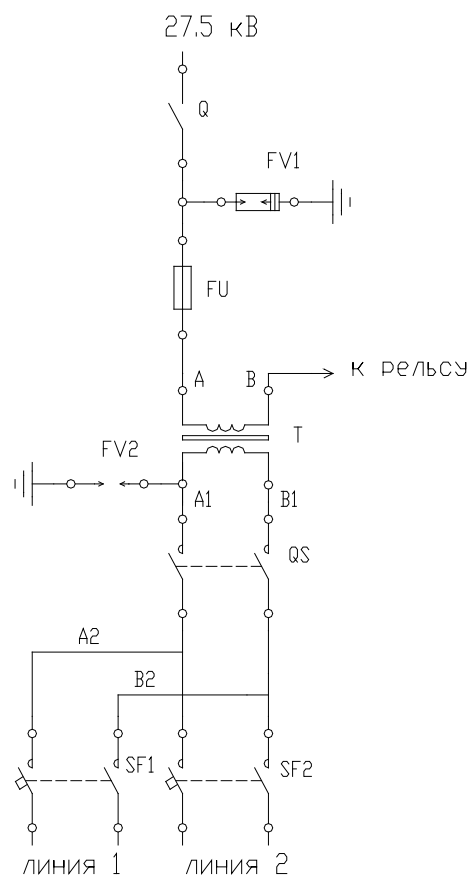 27,5 кВ
Q
FV1
FU
A
B
к рельсу
T
FV2
A1
B1
QS
A2
B2
SF1
SF2
линия 1
линия 2